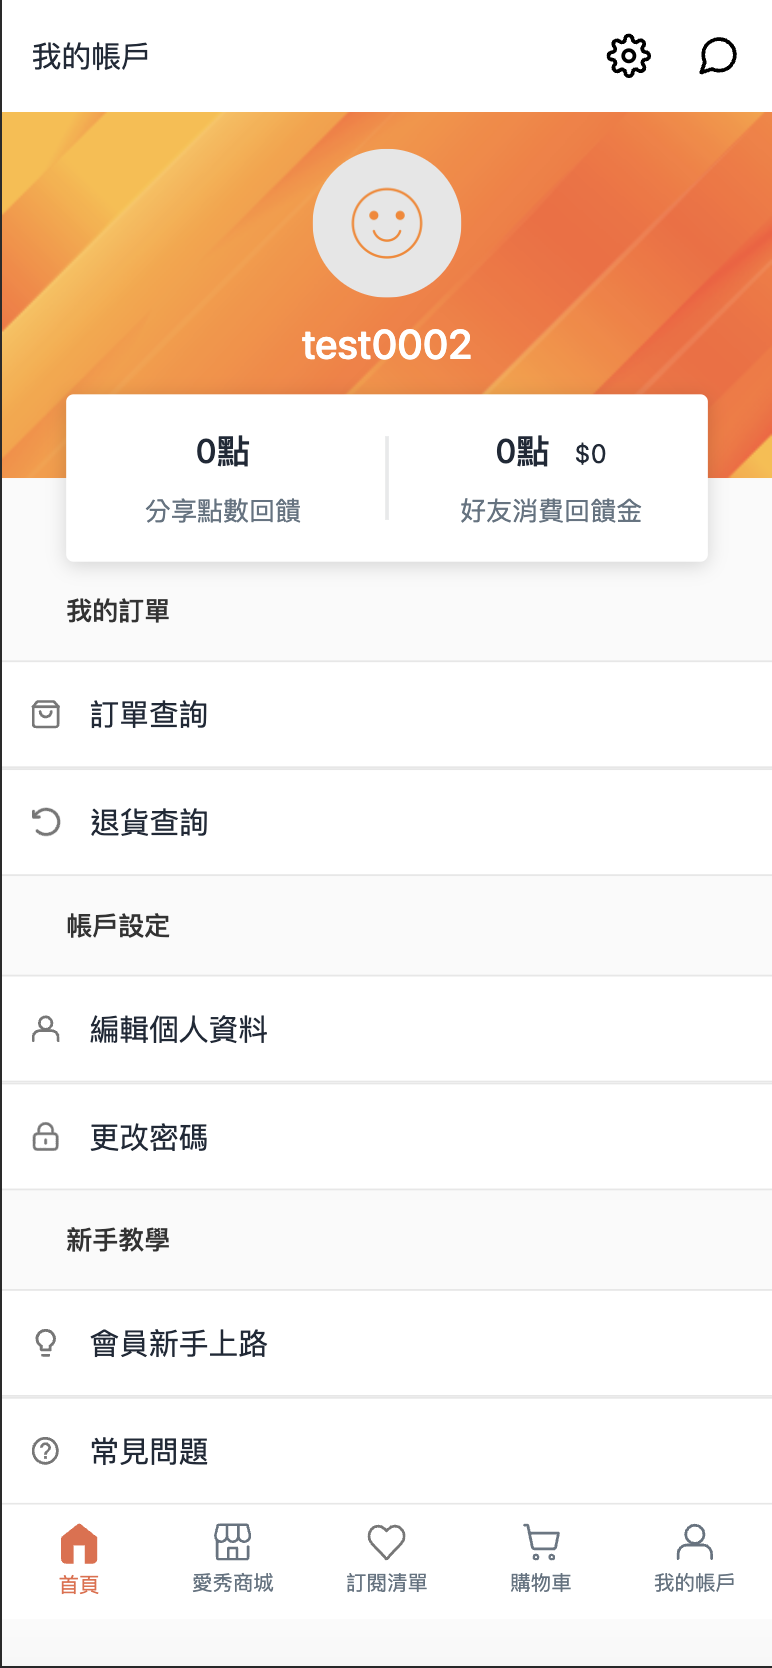 我的帳戶
test0002
0點
分享點數回饋
0點 $0
好友消費回饋金
我的訂單
訂單查詢
退貨查詢
帳戶設定
編輯個人資料
更改密碼
新手教學
會員新手上路
常見問題
首頁
愛秀商城
訂閱清單
購物車
我的帳戶